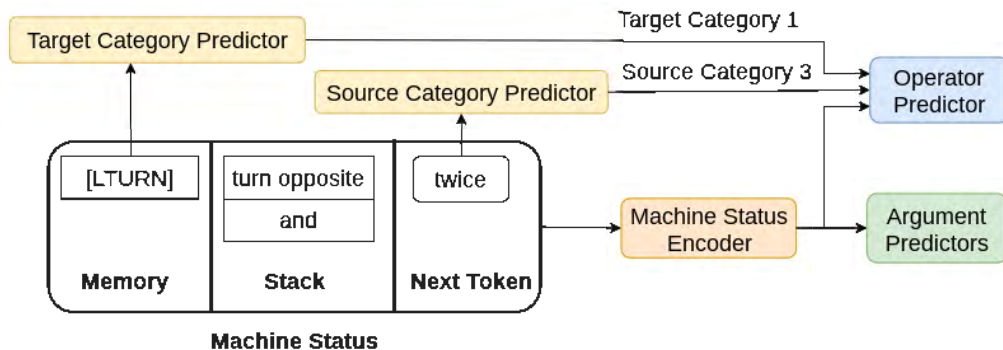 Target Category 1
Target Category Predictor
Source Category 3
Source Category Predictor
Operator
Predictor
[LTURN]
turn opposite
and
twice
Machine Status
Encoder
Argument
Predictors
Memory
Stack
Next Token
Machine Status